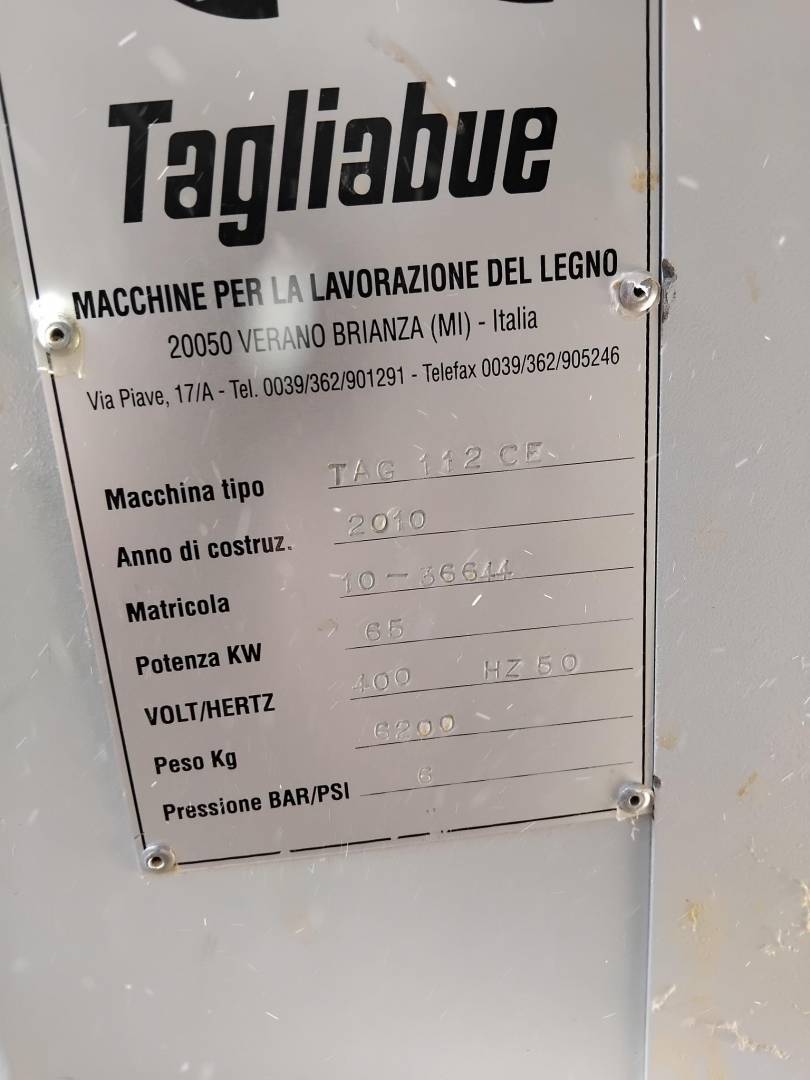 Tagliabue
MACCHINE PER LA LAVORAZIONE DEL LEGNO
20050 VERANO BRIANZA (MI) - Italia
Via Piave, 17/A - Tel. 0039/362/901291 - Telefax 0039/362/905246
Macchina tipo TAG 112 CE
Anno di costruz. 2010
Matricola 10-36644
Potenza KW 65
VOLT/HERTZ 400 HZ 50
Peso Kg 6200
Pressione BAR/PSI 6